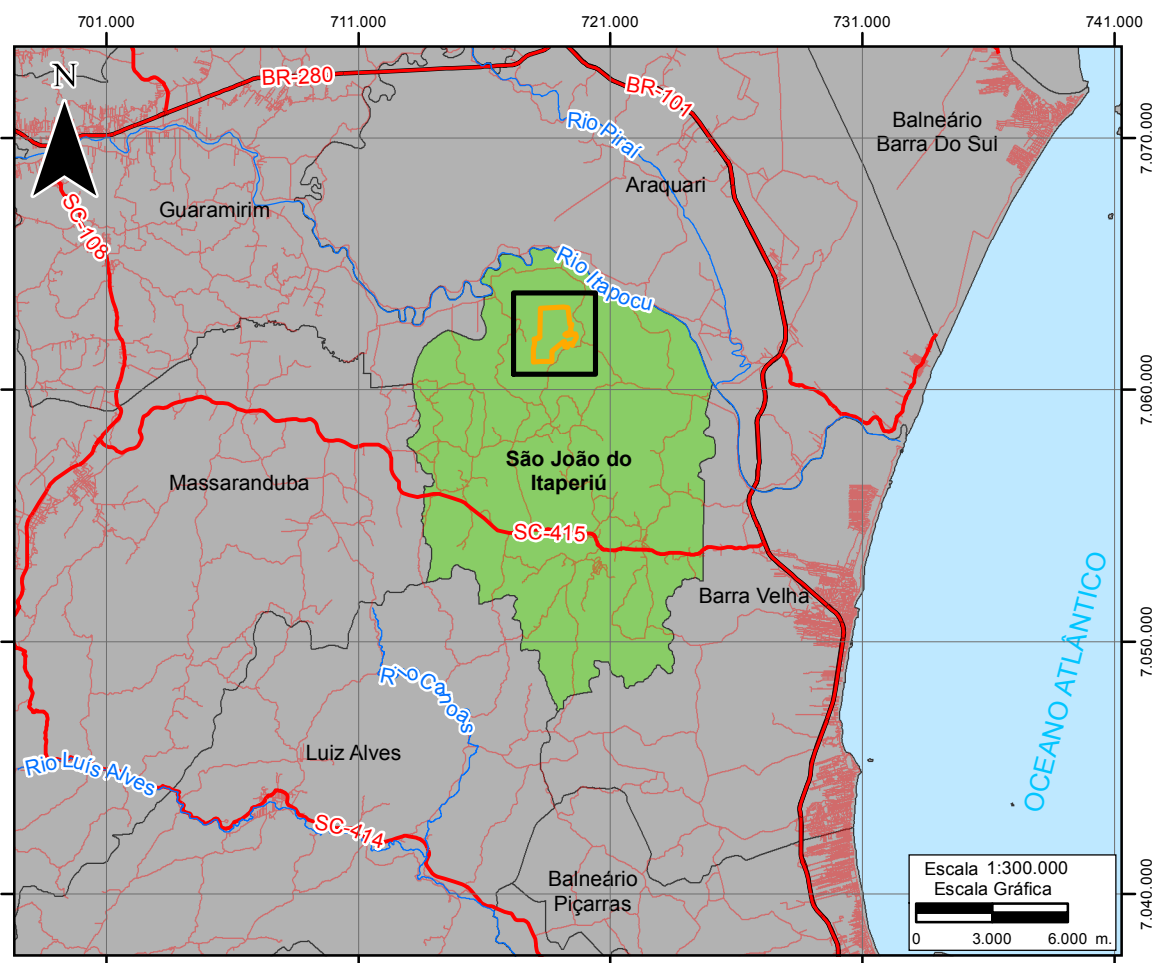 701.000
711.000
721.000
731.000
741.000
N
BR-280
BR-101
Rio Piraí
Balneário
Barra Do Sul
7.070.000
Araquari
Guaramirim
SC-108
Rio Itapocu
7.060.000
São João do
Itaperiú
Massaranduba
SC-415
Barra Velha
OCEANO ATLÂNTICO
7.050.000
Rio Canoas
Luiz Alves
Rio Luís Alves
SC-414
Balneário
Piçarras
7.040.000
Escala 1:300.000
Escala Gráfica
0 3.000 6.000 m.